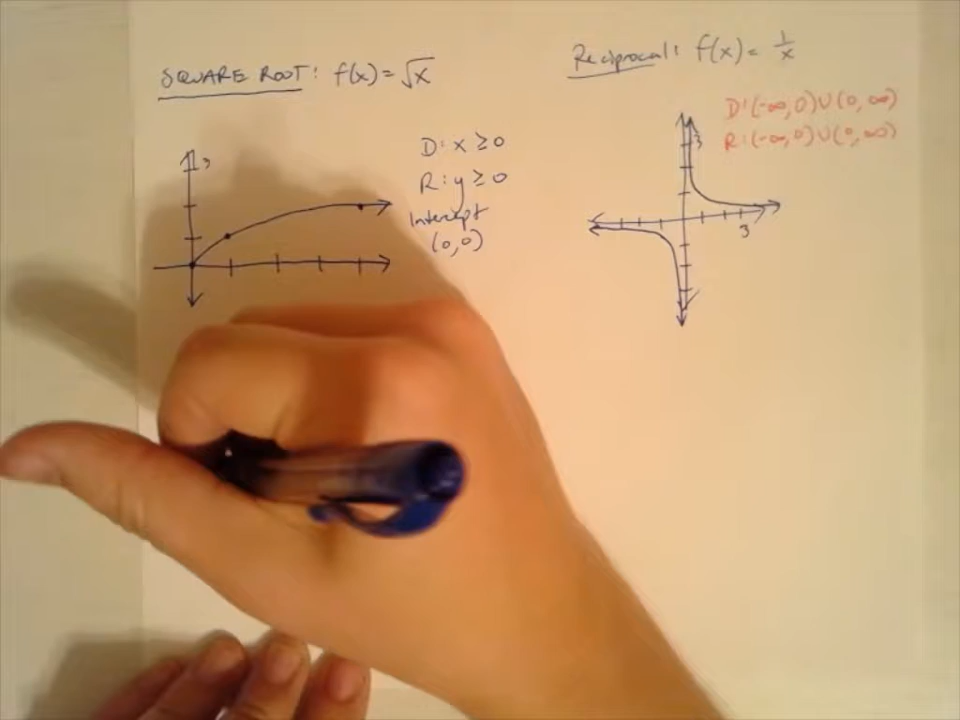 SQUARE ROOT: f(x) = √x
D: x ≥ 0
R: y ≥ 0
Intercept
(0,0)
Reciprocal: f(x) = 1/x
D: (-∞, 0) ∪ (0, ∞)
R: (-∞, 0) ∪ (0, ∞)
3
3